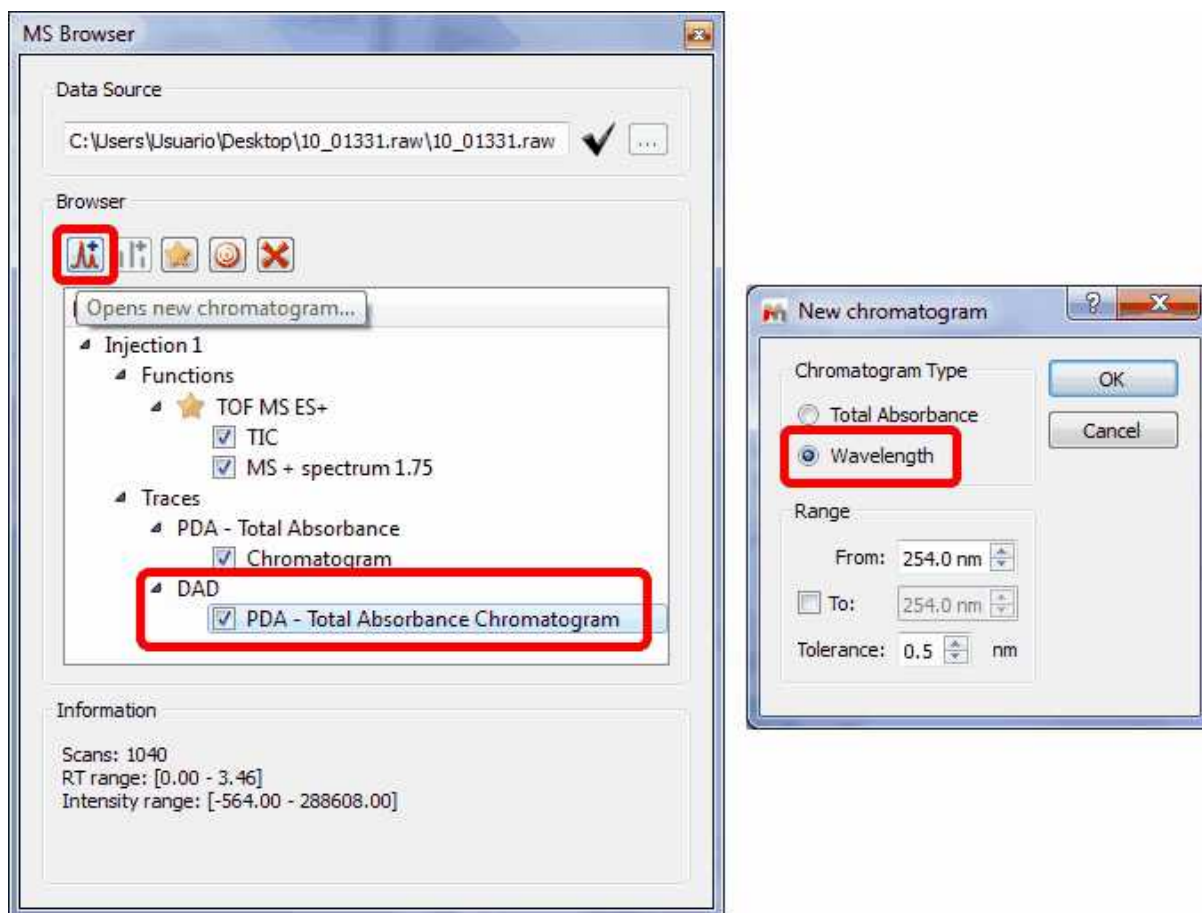 MS Browser
Data Source
C:\Users\Usuario\Desktop\10_01331.raw\10_01331.raw
...
Browser
Opens new chromatogram...
Injection 1
Functions
TOF MS ES+
TIC
MS + spectrum 1.75
Traces
PDA - Total Absorbance
Chromatogram
DAD
PDA - Total Absorbance Chromatogram
Information
Scans: 1040
RT range: [0.00 - 3.46]
Intensity range: [-564.00 - 288608.00]
New chromatogram
?
Chromatogram Type
OK
Total Absorbance
Cancel
Wavelength
Range
From: 254.0 nm
To: 254.0 nm
Tolerance: 0.5 nm